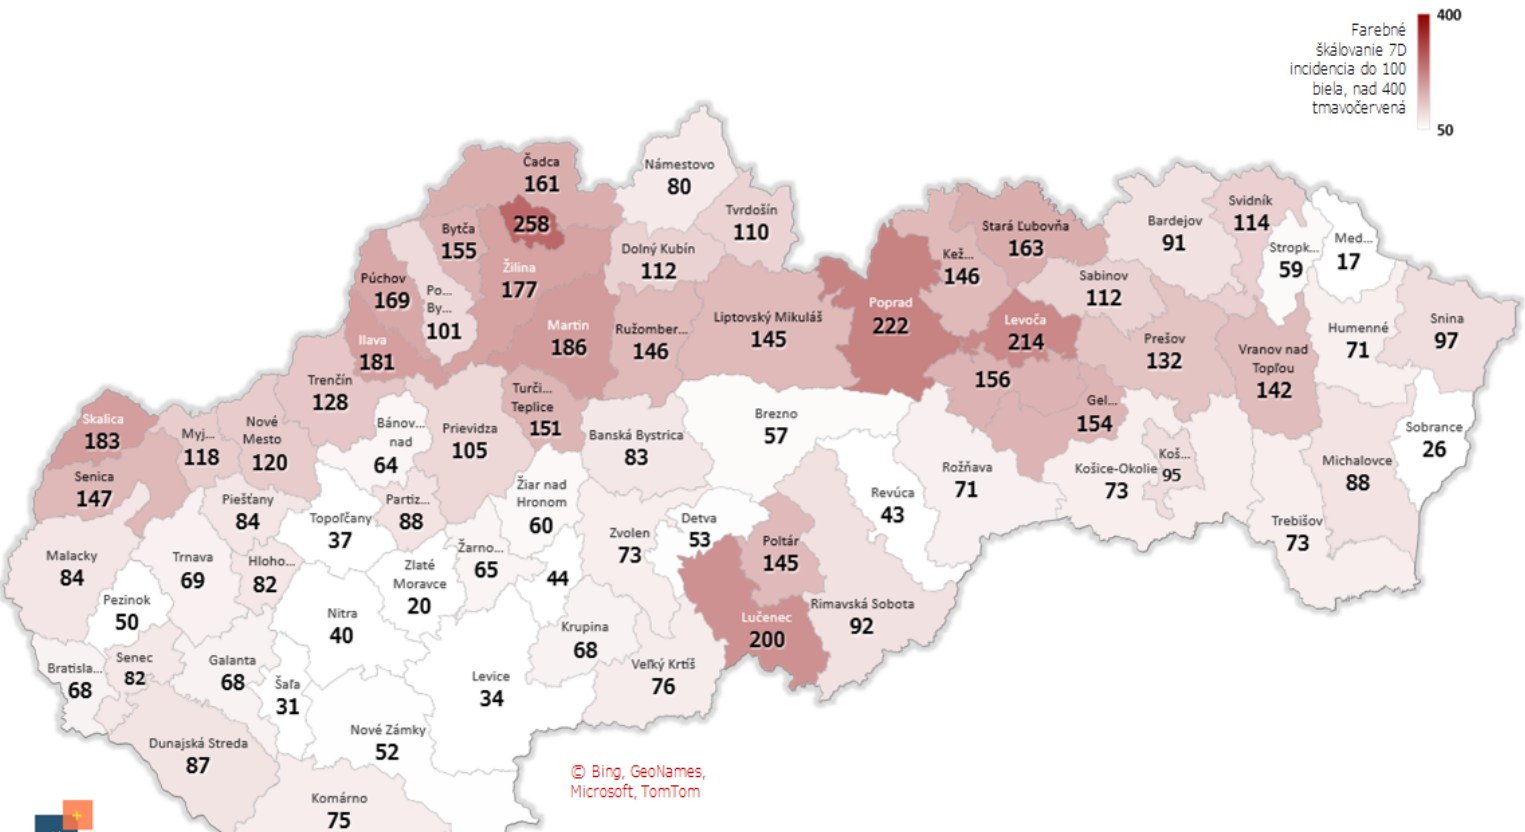 400
Farebné
škálovanie 7D
incidencia do 100
biela, nad 400
tmavočervená
50
Čadca
161
Námestovo
80
258
Bytča
155
Tvrdošín
110
Dolný Kubín
112
Žilina
177
Púchov
169
Po...
By...
101
Ilava
181
Martin
186
Ružomber...
146
Liptovský Mikuláš
145
Poprad
222
Kež...
146
Stará Ľubovňa
163
Levoča
214
156
Gel...
154
Sabinov
112
Bardejov
91
Svidník
114
Stropk...
59
Med...
17
Prešov
132
Vranov nad
Topľou
142
Humenné
71
Snina
97
Sobrance
26
Michalovce
88
Trebišov
73
Koš...
95
Košice-Okolie
73
Rožňava
71
Revúca
43
Brezno
57
Banská Bystrica
83
Turči...
Teplice
151
Prievidza
105
Trenčín
128
Bánov...
nad
64
Nové
Mesto
120
Myj...
118
Skalica
183
Senica
147
Piešťany
84
Topoľčany
37
Partiz...
88
Žiar nad
Hronom
60
Zvolen
73
Detva
53
Poltár
145
Lučenec
200
Rimavská Sobota
92
Malacky
84
Trnava
69
Hloho...
82
Pezinok
50
Zlaté
Moravce
20
Žarno...
65
44
Nitra
40
Krupina
68
Veľký Krtíš
76
Levice
34
Bratisla...
68
Senec
82
Galanta
68
Šaľa
31
Nové Zámky
52
Dunajská Streda
87
Komárno
75
© Bing, GeoNames,
Microsoft, TomTom